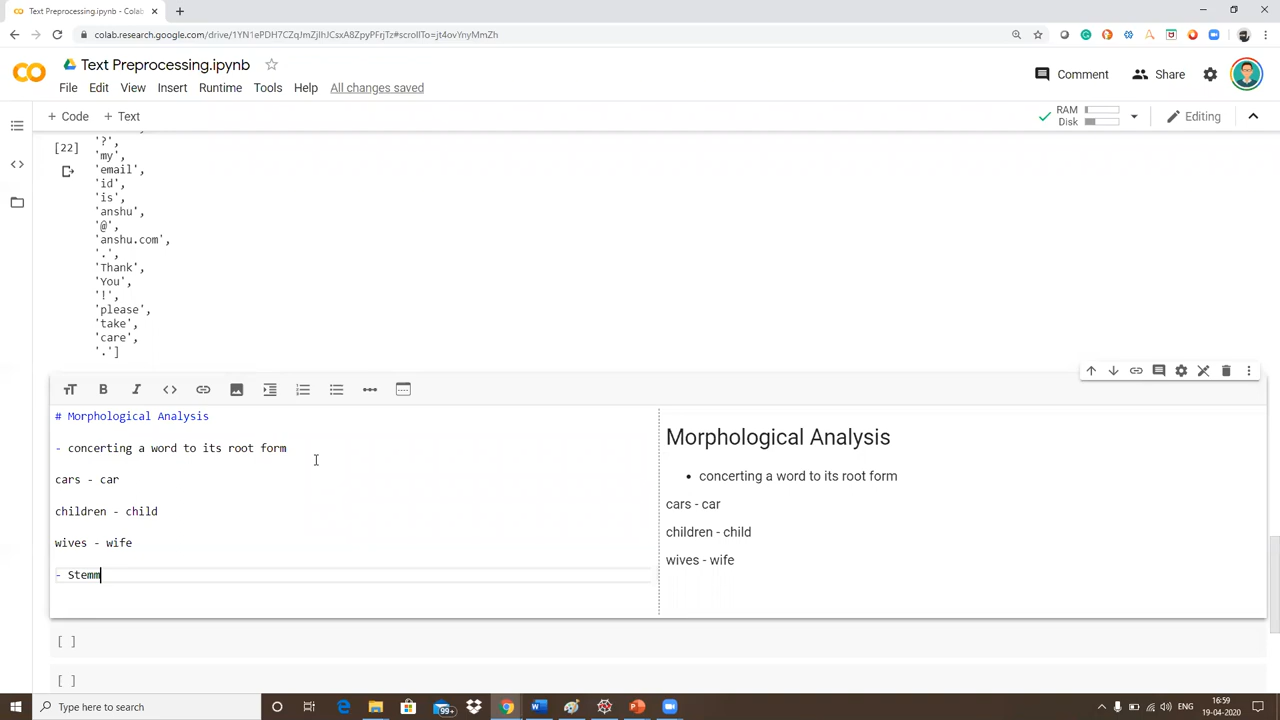 Text Preprocessing.ipynb - Colab
colab.research.google.com/drive/1YN1ePDH7CZqJmZjIhJCsxA8ZpyPFrjTz#scrollTo=jt4ovYnyMmZh
Text Preprocessing.ipynb
Comment
Share
File Edit View Insert Runtime Tools Help All changes saved
+ Code + Text
RAM
Disk
Editing
[22]
'?',
'my',
'email',
'id',
'is',
'anshu',
'@',
'anshu.com',
'.',
'Thank',
'You',
'!',
'please',
'take',
'care',
'.']
# Morphological Analysis
- concerting a word to its root form
cars - car
children - child
wives - wife
- Stemm
Morphological Analysis
• concerting a word to its root form
cars - car
children - child
wives - wife
[ ]
[ ]
Type here to search
99+
16:59
19-04-2020